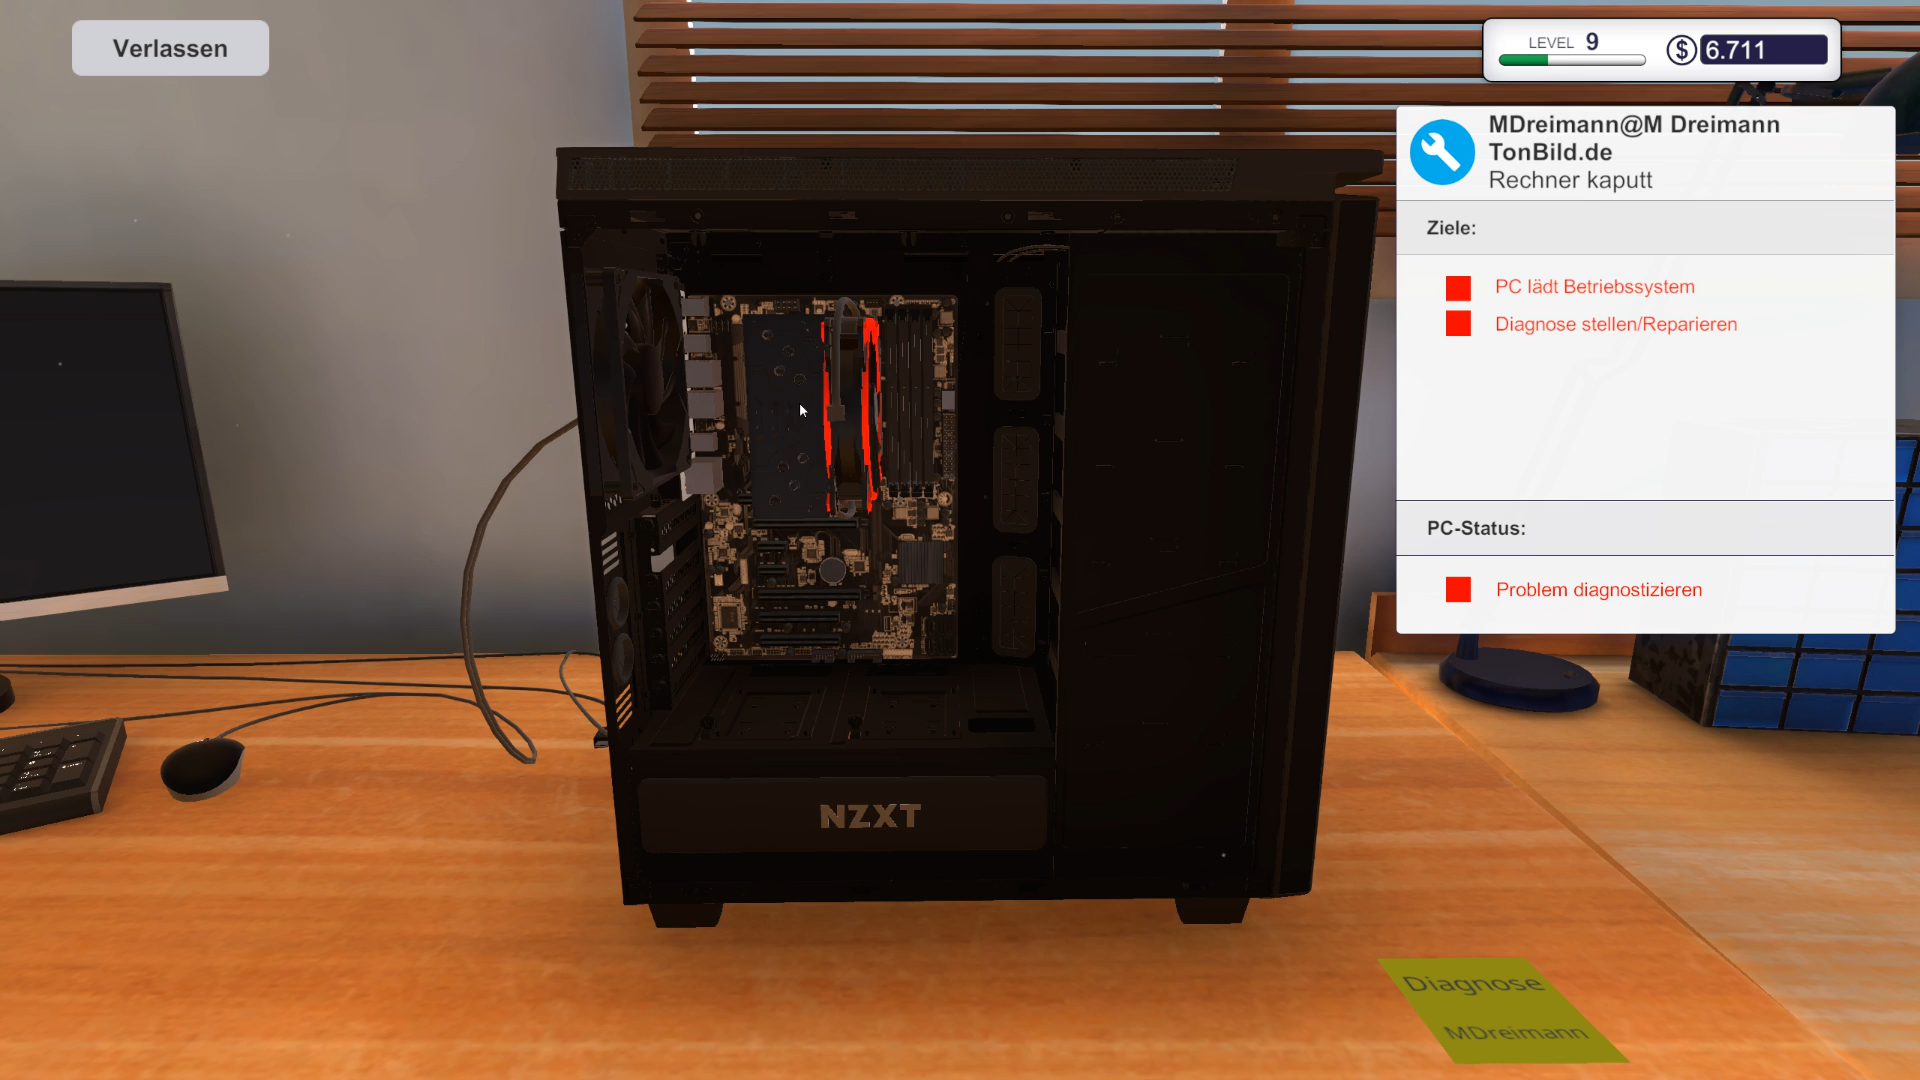 Verlassen
LEVEL 9
$ 6.711
MDreimann@M Dreimann
TonBild.de
Rechner kaputt
Ziele:
PC lädt Betriebssystem
Diagnose stellen/Reparieren
PC-Status:
Problem diagnostizieren
NZXT
Diagnose
MDreimann